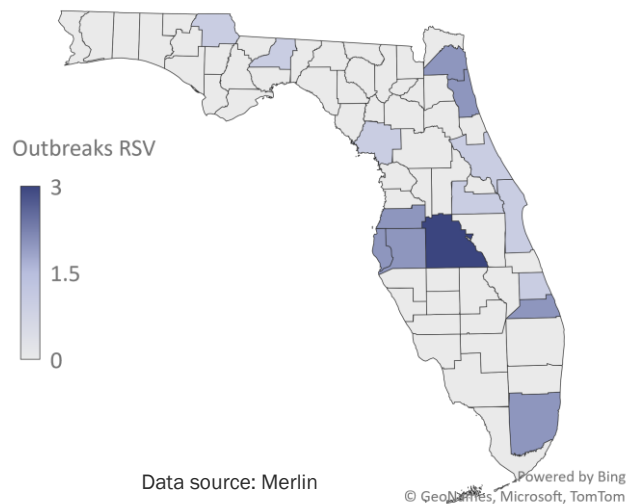 Outbreaks RSV
3
1.5
0
Data source: Merlin
Powered by Bing
© GeoNames, Microsoft, TomTom